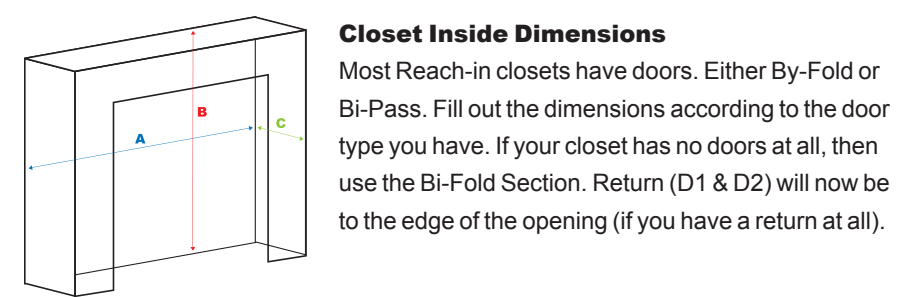 Closet Inside Dimensions
Most Reach-in closets have doors. Either By-Fold or
Bi-Pass. Fill out the dimensions according to the door
type you have. If your closet has no doors at all, then
use the Bi-Fold Section. Return (D1 & D2) will now be
to the edge of the opening (if you have a return at all).
A
B
C